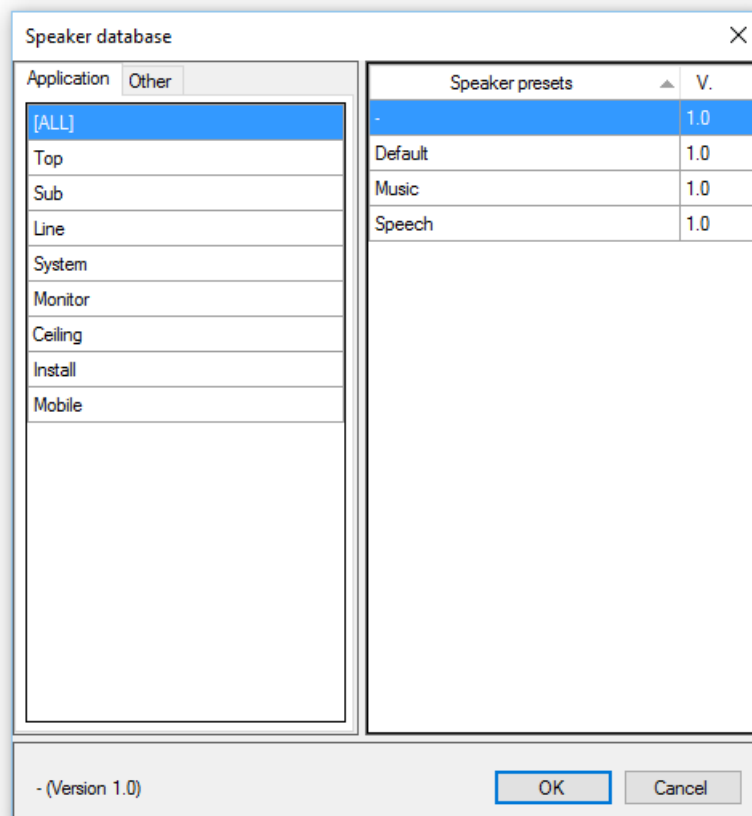 Speaker database
Application Other
[ALL]
Top
Sub
Line
System
Monitor
Ceiling
Install
Mobile
Speaker presets V.
- 1.0
Default 1.0
Music 1.0
Speech 1.0
- (Version 1.0)
OK Cancel